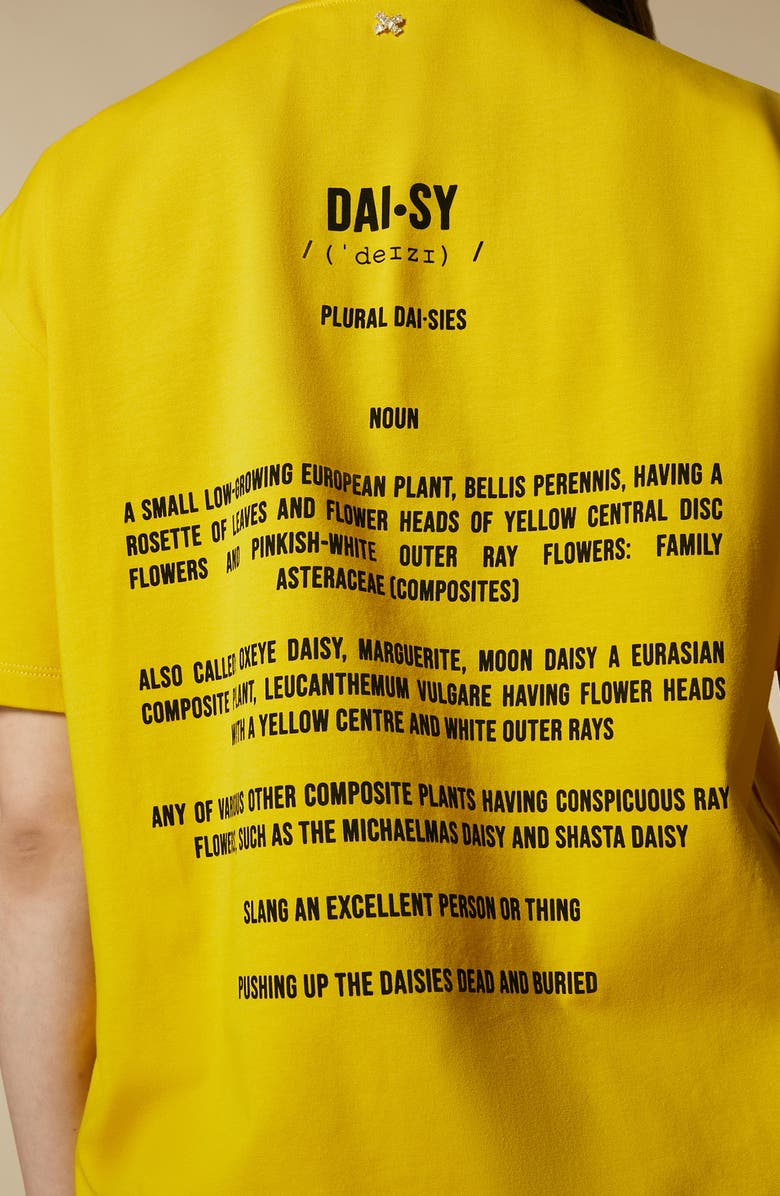 DAI•SY
/ (ˈdeɪzɪ) /
PLURAL DAI·SIES
NOUN
A SMALL LOW-GROWING EUROPEAN PLANT, BELLIS PERENNIS, HAVING A
ROSETTE OF LEAVES AND FLOWER HEADS OF YELLOW CENTRAL DISC
FLOWERS AND PINKISH-WHITE OUTER RAY FLOWERS: FAMILY
ASTERACEAE (COMPOSITES)
ALSO CALLED OXEYE DAISY, MARGUERITE, MOON DAISY A EURASIAN
COMPOSITE PLANT, LEUCANTHEMUM VULGARE HAVING FLOWER HEADS
WITH A YELLOW CENTRE AND WHITE OUTER RAYS
ANY OF VARIOUS OTHER COMPOSITE PLANTS HAVING CONSPICUOUS RAY
FLOWERS, SUCH AS THE MICHAELMAS DAISY AND SHASTA DAISY
SLANG AN EXCELLENT PERSON OR THING
PUSHING UP THE DAISIES DEAD AND BURIED